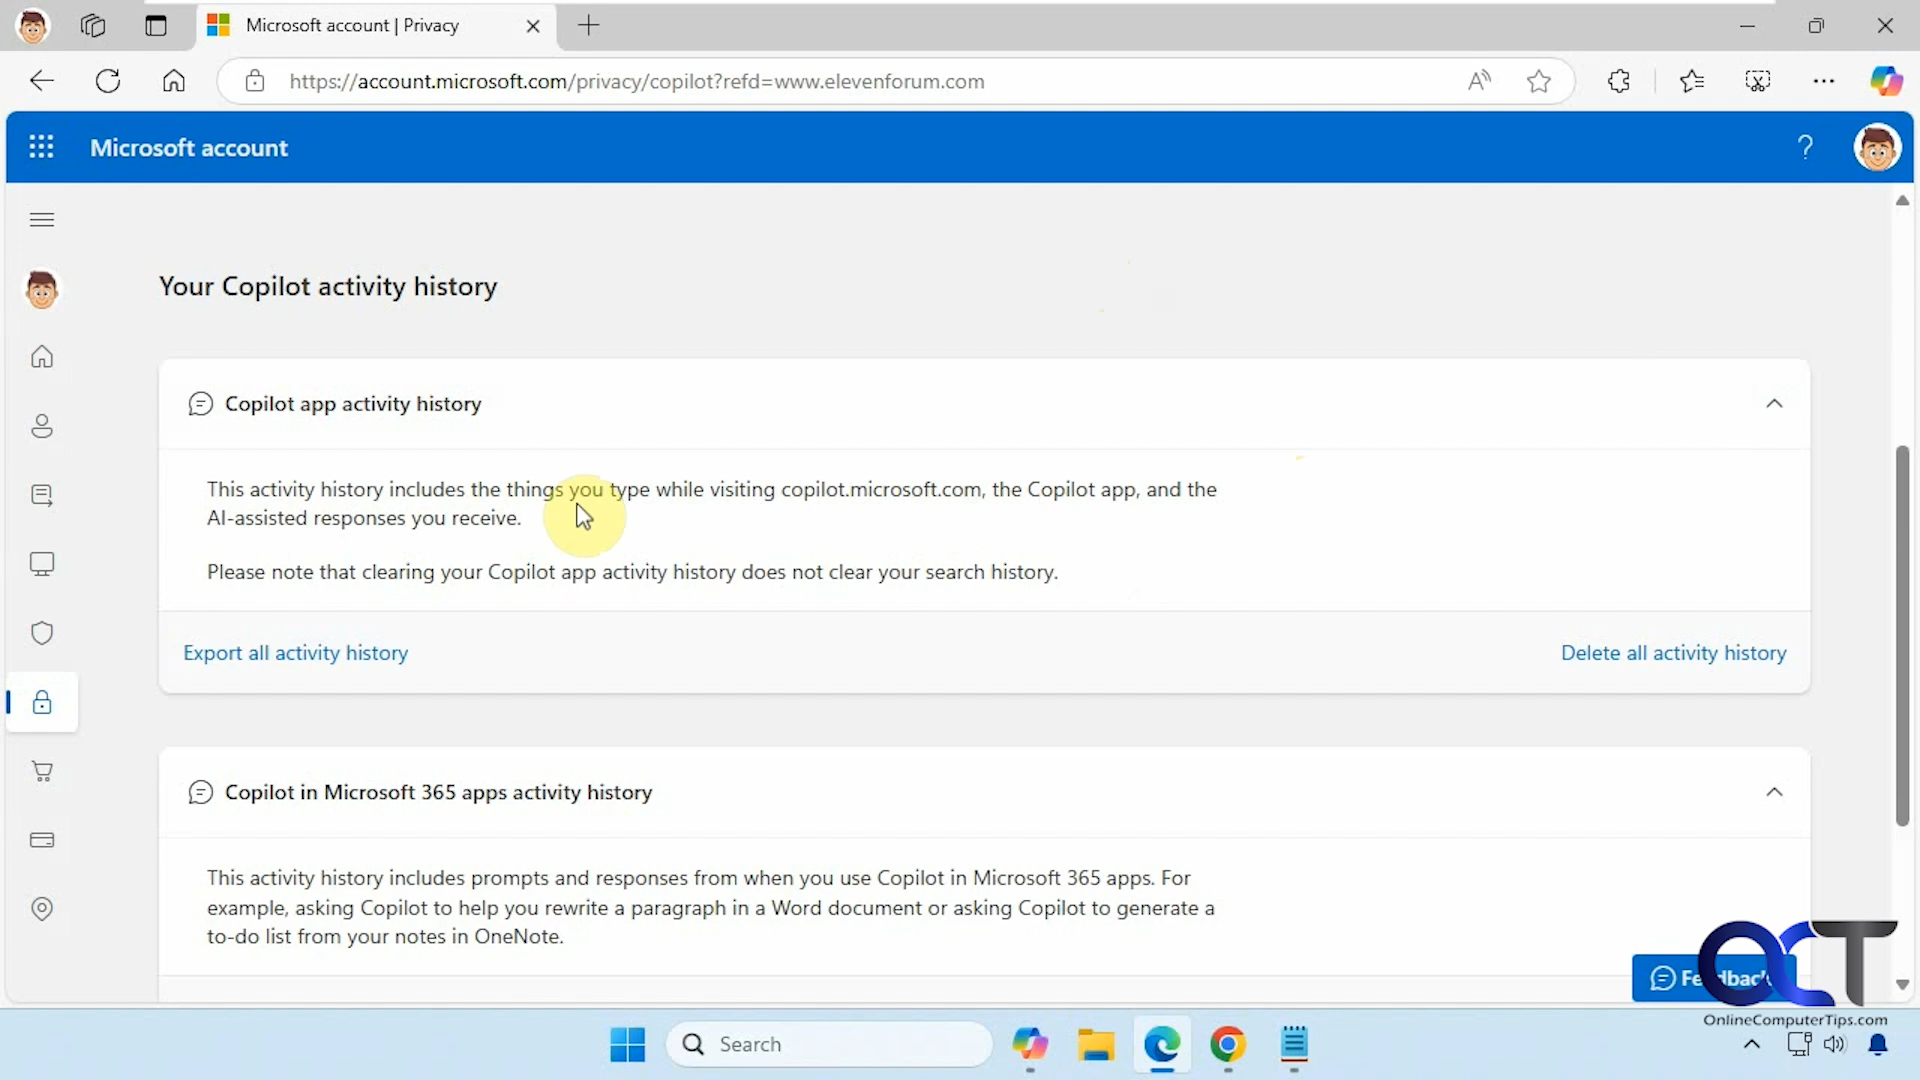 Microsoft account | Privacy
https://account.microsoft.com/privacy/copilot?refd=www.elevenforum.com
Microsoft account
?
Your Copilot activity history
Copilot app activity history
This activity history includes the things you type while visiting copilot.microsoft.com, the Copilot app, and the
AI-assisted responses you receive.
Please note that clearing your Copilot app activity history does not clear your search history.
Export all activity history
Delete all activity history
Copilot in Microsoft 365 apps activity history
This activity history includes prompts and responses from when you use Copilot in Microsoft 365 apps. For
example, asking Copilot to help you rewrite a paragraph in a Word document or asking Copilot to generate a
to-do list from your notes in OneNote.
Feedback
OCT
OnlineComputerTips.com
Search